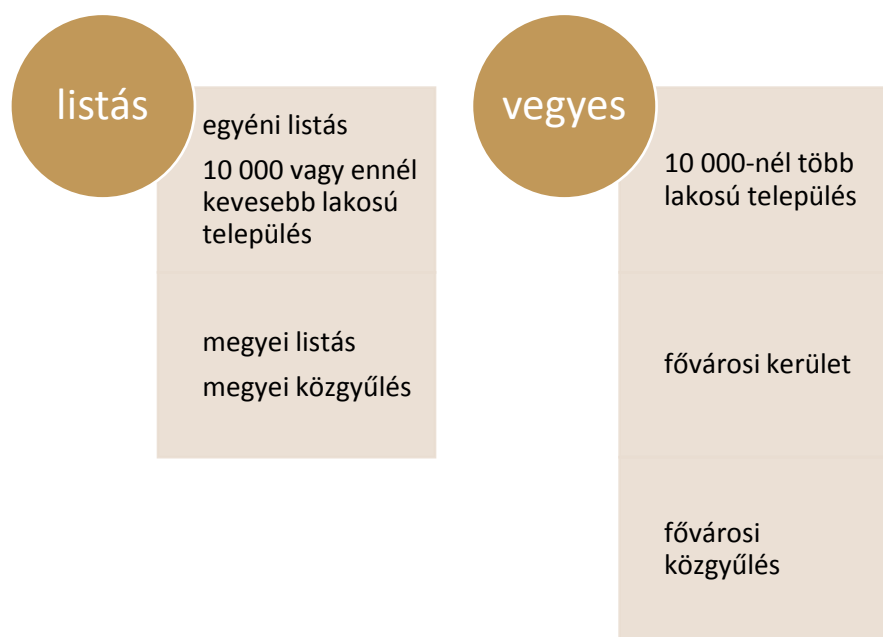 listás
egyéni listás
10 000 vagy ennél
kevesebb lakosú
település
megyei listás
megyei közgyűlés
vegyes
10 000-nél több
lakosú település
fővárosi kerület
fővárosi
közgyűlés